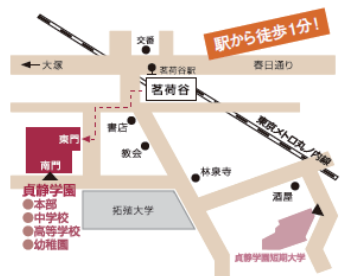 駅から徒歩1分!
交番
←大塚
茗荷谷駅
春日通り
茗荷谷
東京メトロ丸ノ内線
書店
東門
教会
南門
林泉寺
貞静学園
●本部
●中学校
●高等学校
●幼稚園
拓殖大学
酒屋
貞静学園短期大学